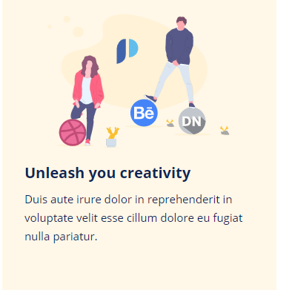 Bē
DN
Unleash you creativity
Duis aute irure dolor in reprehenderit in
voluptate velit esse cillum dolore eu fugiat
nulla pariatur.